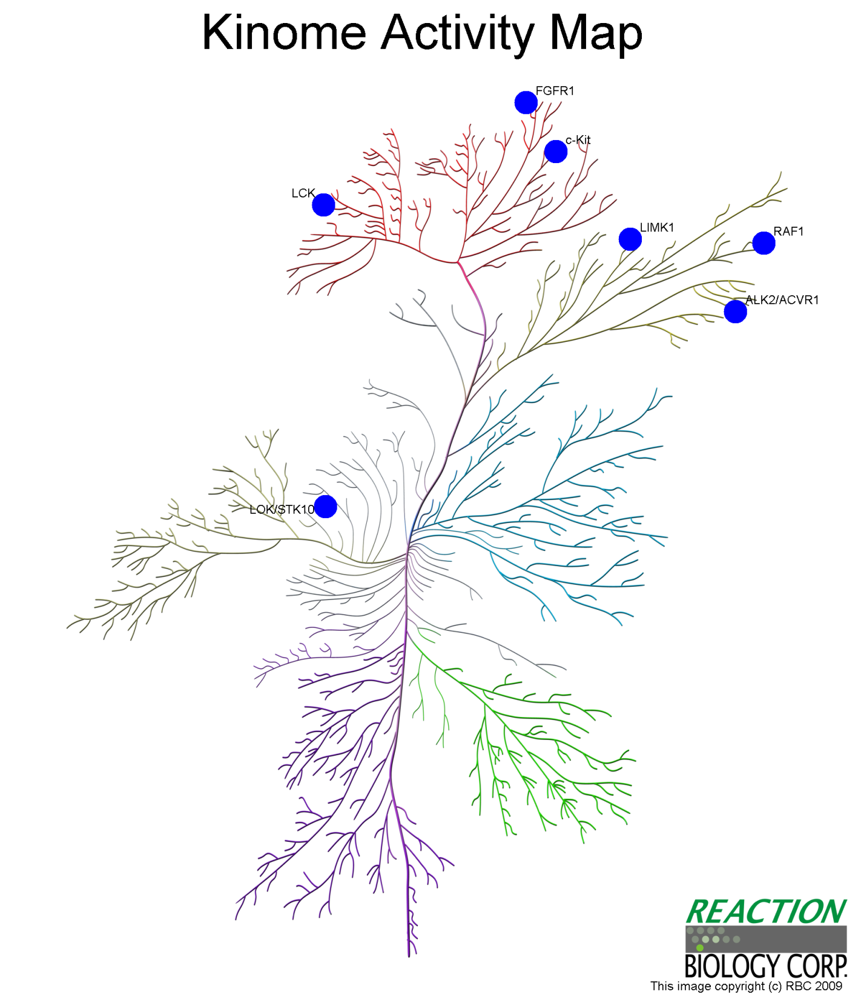 Kinome Activity Map
FGFR1
c-Kit
LCK
LIMK1
RAF1
ALK2/ACVR1
LOK/STK10
REACTION
BIOLOGY CORP.
This image copyright (c) RBC 2009